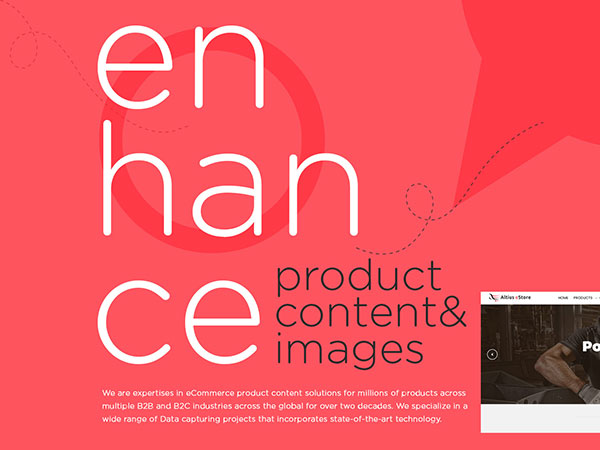 en
han
ce
product
content&
images
We are expertises in eCommerce product content solutions for millions of products across
multiple B2B and B2C industries across the global for over two decades. We specialize in a
wide range of Data capturing projects that incorporates state-of-the-art technology.
Altius eStore
HOME PRODUCTS
Po